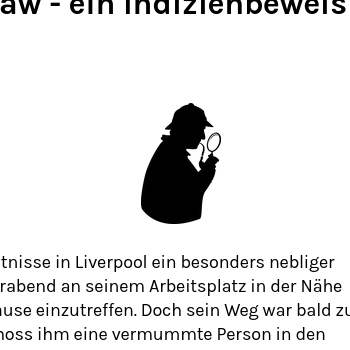 aw - ein Indizienbeweis
tnisse in Liverpool ein besonders nebliger
rabend an seinem Arbeitsplatz in der Nähe
use einzutreffen. Doch sein Weg war bald zu
hoss ihm eine vermummte Person in den